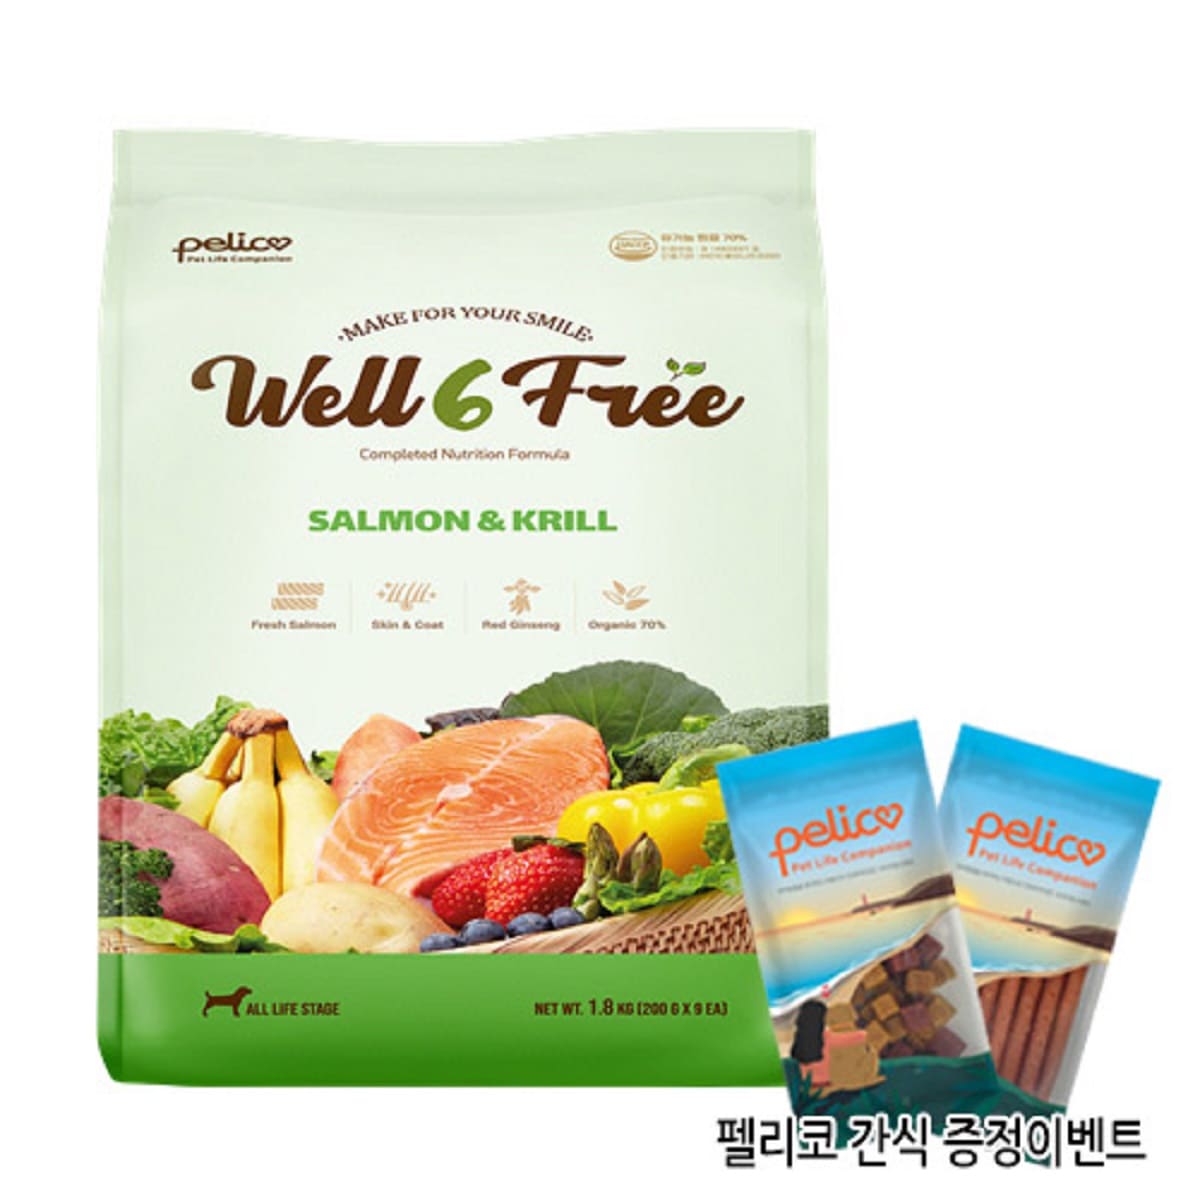 pelico
Pet Life Companion
유기농 원료 70%
·MAKE FOR YOUR SMILE·
Well 6 Free
Completed Nutrition Formula
SALMON & KRILL
Fresh Salmon
Skin & Coat
Red Ginseng
Organic 70%
ALL LIFE STAGE
NET WT. 1.8 KG (200 G X 9 EA)
pelico
Pet Life Companion
pelico
Pet Life Companion
펠리코 간식 증정이벤트